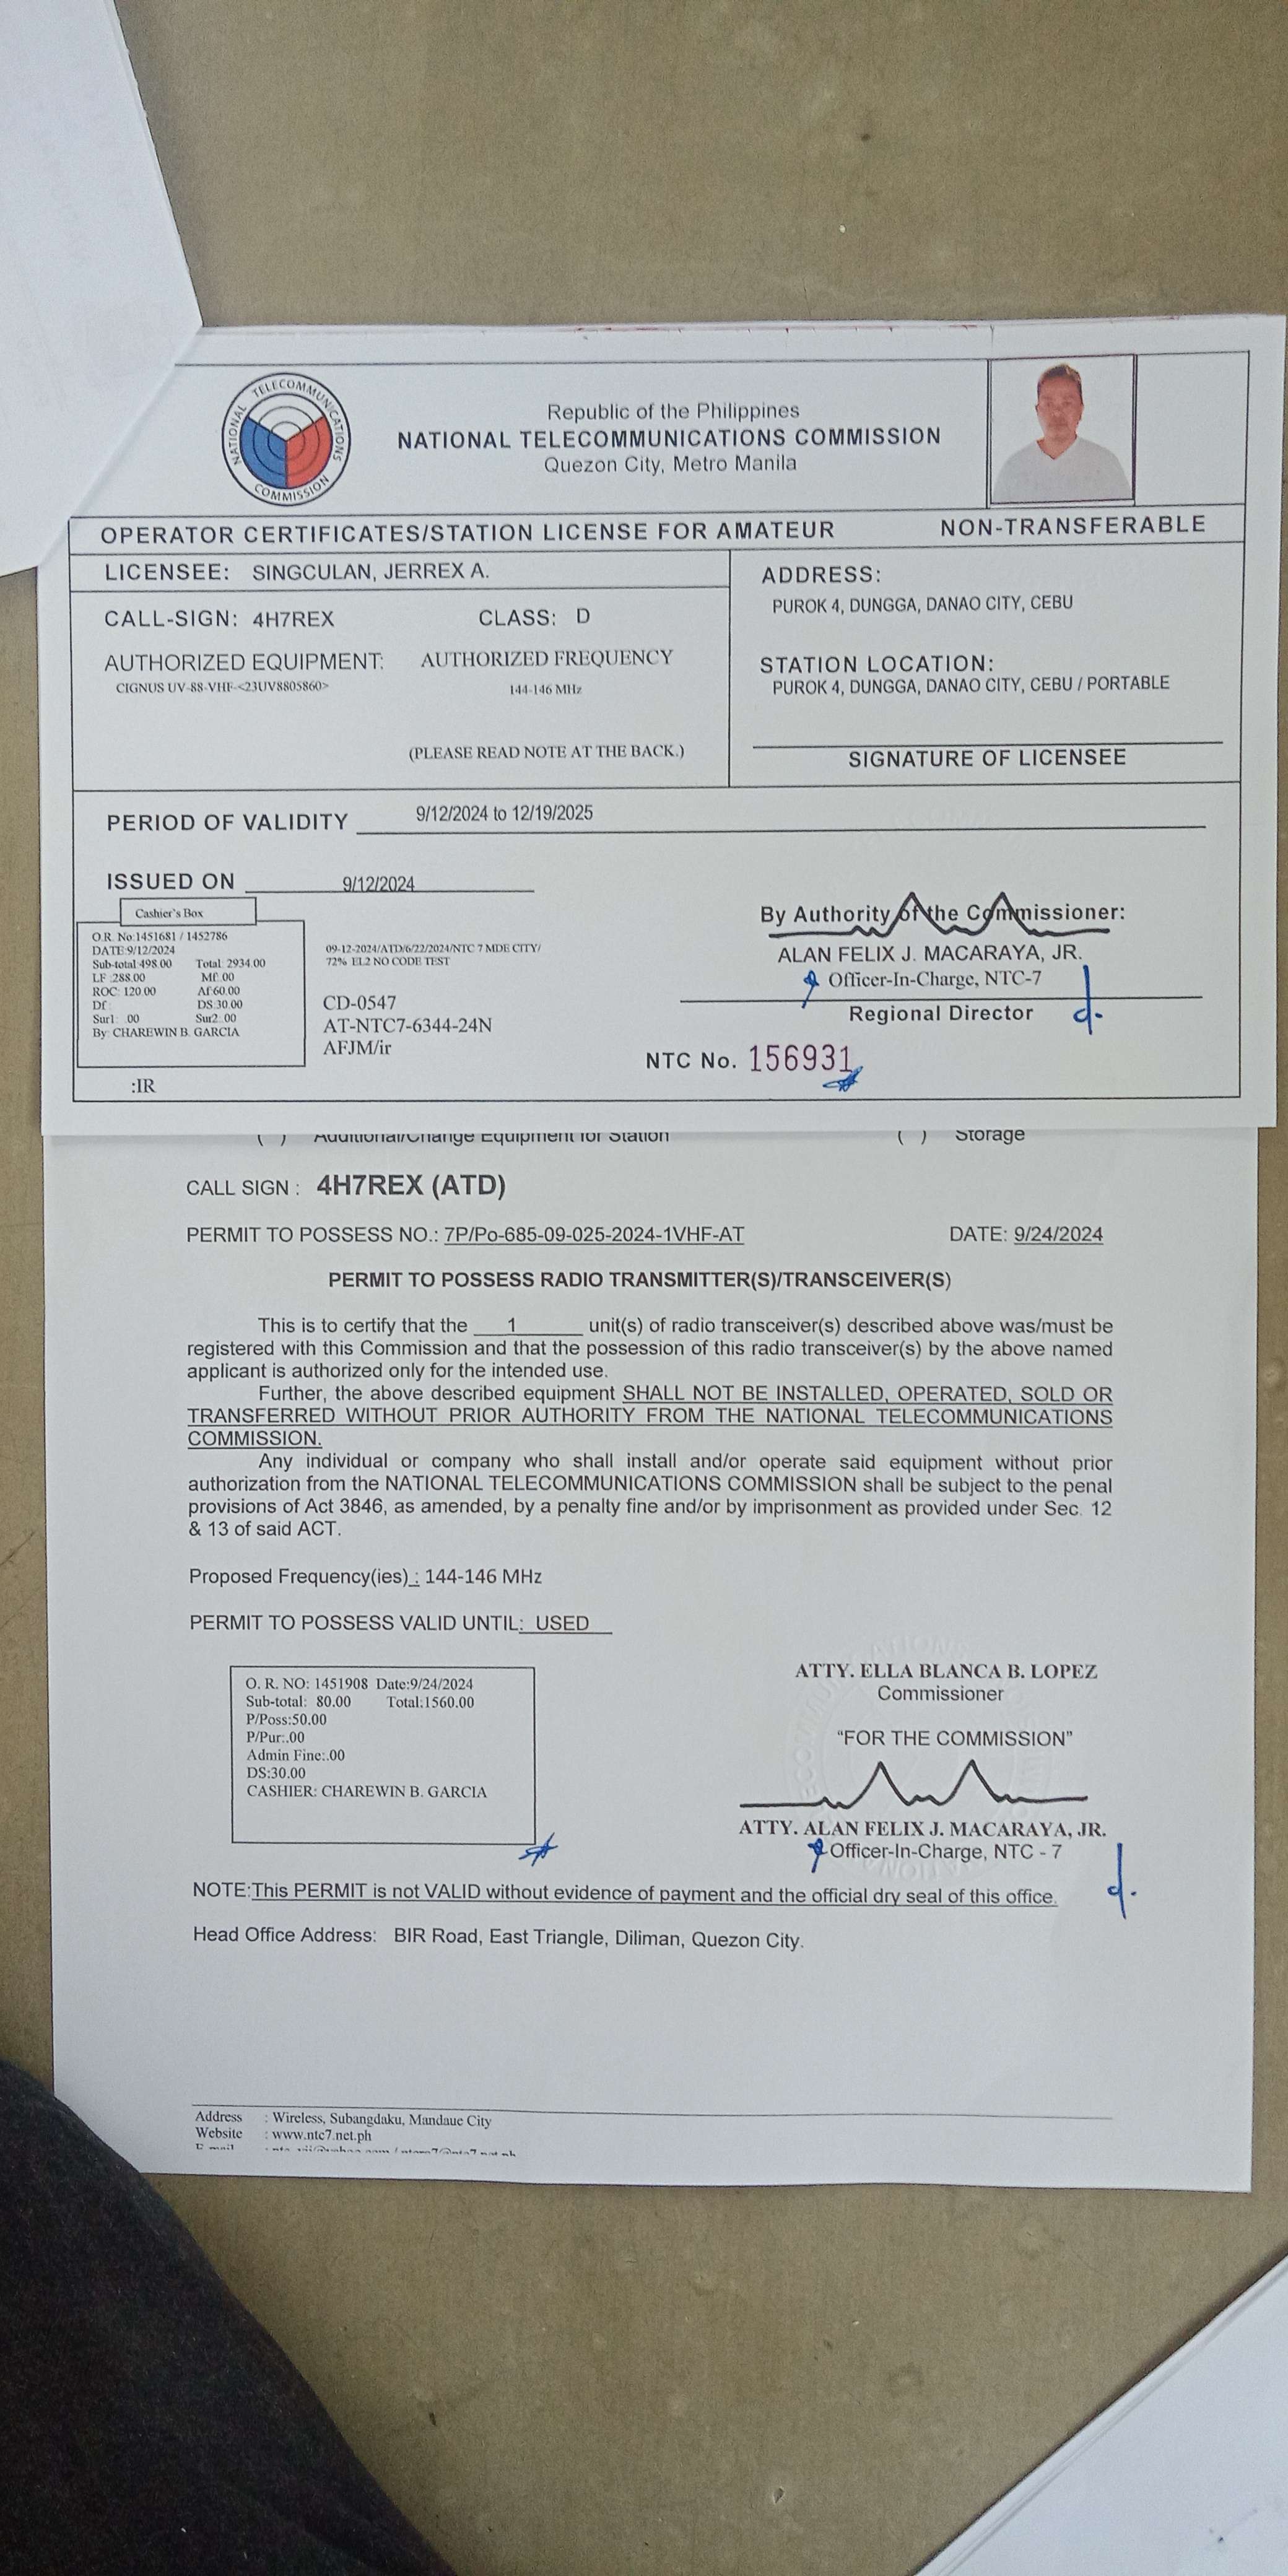 NATIONAL TELECOMMUNICATIONS COMMISSION
Republic of the Philippines
NATIONAL TELECOMMUNICATIONS COMMISSION
Quezon City, Metro Manila
OPERATOR CERTIFICATES/STATION LICENSE FOR AMATEUR NON-TRANSFERABLE
LICENSEE: SINGCULAN, JERREX A.
CALL-SIGN: 4H7REX CLASS: D
AUTHORIZED EQUIPMENT: AUTHORIZED FREQUENCY
CIGNUS UV-88-VHF-<23UV8805860> 144-146 MHz
(PLEASE READ NOTE AT THE BACK.)
ADDRESS:
PUROK 4, DUNGGA, DANAO CITY, CEBU
STATION LOCATION:
PUROK 4, DUNGGA, DANAO CITY, CEBU / PORTABLE
SIGNATURE OF LICENSEE
PERIOD OF VALIDITY 9/12/2024 to 12/19/2025
ISSUED ON 9/12/2024
Cashier's Box
O.R. No:1451681 / 1452786
DATE:9/12/2024
Sub-total:498.00 Total: 2934.00
LF :288.00 Mf:.00
ROC: 120.00 Af:60.00
Df: DS:30.00
Sur1: .00 Sur2:.00
By: CHAREWIN B. GARCIA
:IR
09-12-2024/ATD/6/22/2024/NTC 7 MDE CITY/
72% EL2 NO CODE TEST
CD-0547
AT-NTC7-6344-24N
AFJM/ir
By Authority of the Commissioner:
ALAN FELIX J. MACARAYA, JR.
Officer-In-Charge, NTC-7
Regional Director
NTC No. 156931
( ) Additional/Change Equipment for Station ( ) Storage
CALL SIGN : 4H7REX (ATD)
PERMIT TO POSSESS NO.: 7P/Po-685-09-025-2024-1VHF-AT DATE: 9/24/2024
PERMIT TO POSSESS RADIO TRANSMITTER(S)/TRANSCEIVER(S)
This is to certify that the 1 unit(s) of radio transceiver(s) described above was/must be
registered with this Commission and that the possession of this radio transceiver(s) by the above named
applicant is authorized only for the intended use.
Further, the above described equipment SHALL NOT BE INSTALLED, OPERATED, SOLD OR
TRANSFERRED WITHOUT PRIOR AUTHORITY FROM THE NATIONAL TELECOMMUNICATIONS
COMMISSION.
Any individual or company who shall install and/or operate said equipment without prior
authorization from the NATIONAL TELECOMMUNICATIONS COMMISSION shall be subject to the penal
provisions of Act 3846, as amended, by a penalty fine and/or by imprisonment as provided under Sec. 12
& 13 of said ACT.
Proposed Frequency(ies) : 144-146 MHz
PERMIT TO POSSESS VALID UNTIL: USED
O. R. NO: 1451908 Date:9/24/2024
Sub-total: 80.00 Total:1560.00
P/Poss:50.00
P/Pur:.00
Admin Fine:.00
DS:30.00
CASHIER: CHAREWIN B. GARCIA
ATTY. ELLA BLANCA B. LOPEZ
Commissioner
"FOR THE COMMISSION"
ATTY. ALAN FELIX J. MACARAYA, JR.
Officer-In-Charge, NTC - 7
NOTE:This PERMIT is not VALID without evidence of payment and the official dry seal of this office.
Head Office Address: BIR Road, East Triangle, Diliman, Quezon City.
Address : Wireless, Subangdaku, Mandaue City
Website : www.ntc7.net.ph